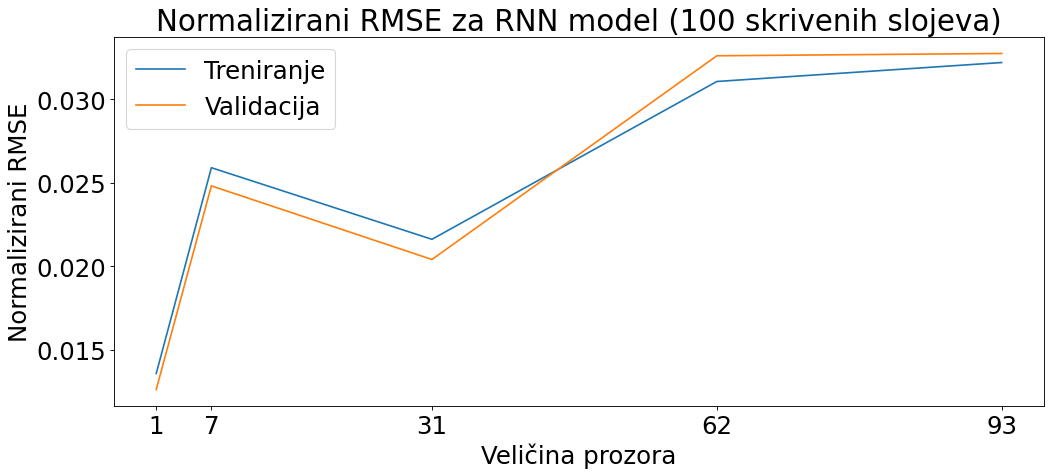 Normalizirani RMSE za RNN model (100 skrivenih slojeva)
Treniranje
Validacija
Normalizirani RMSE
0.030
0.025
0.020
0.015
1 7 31 62 93
Veličina prozora